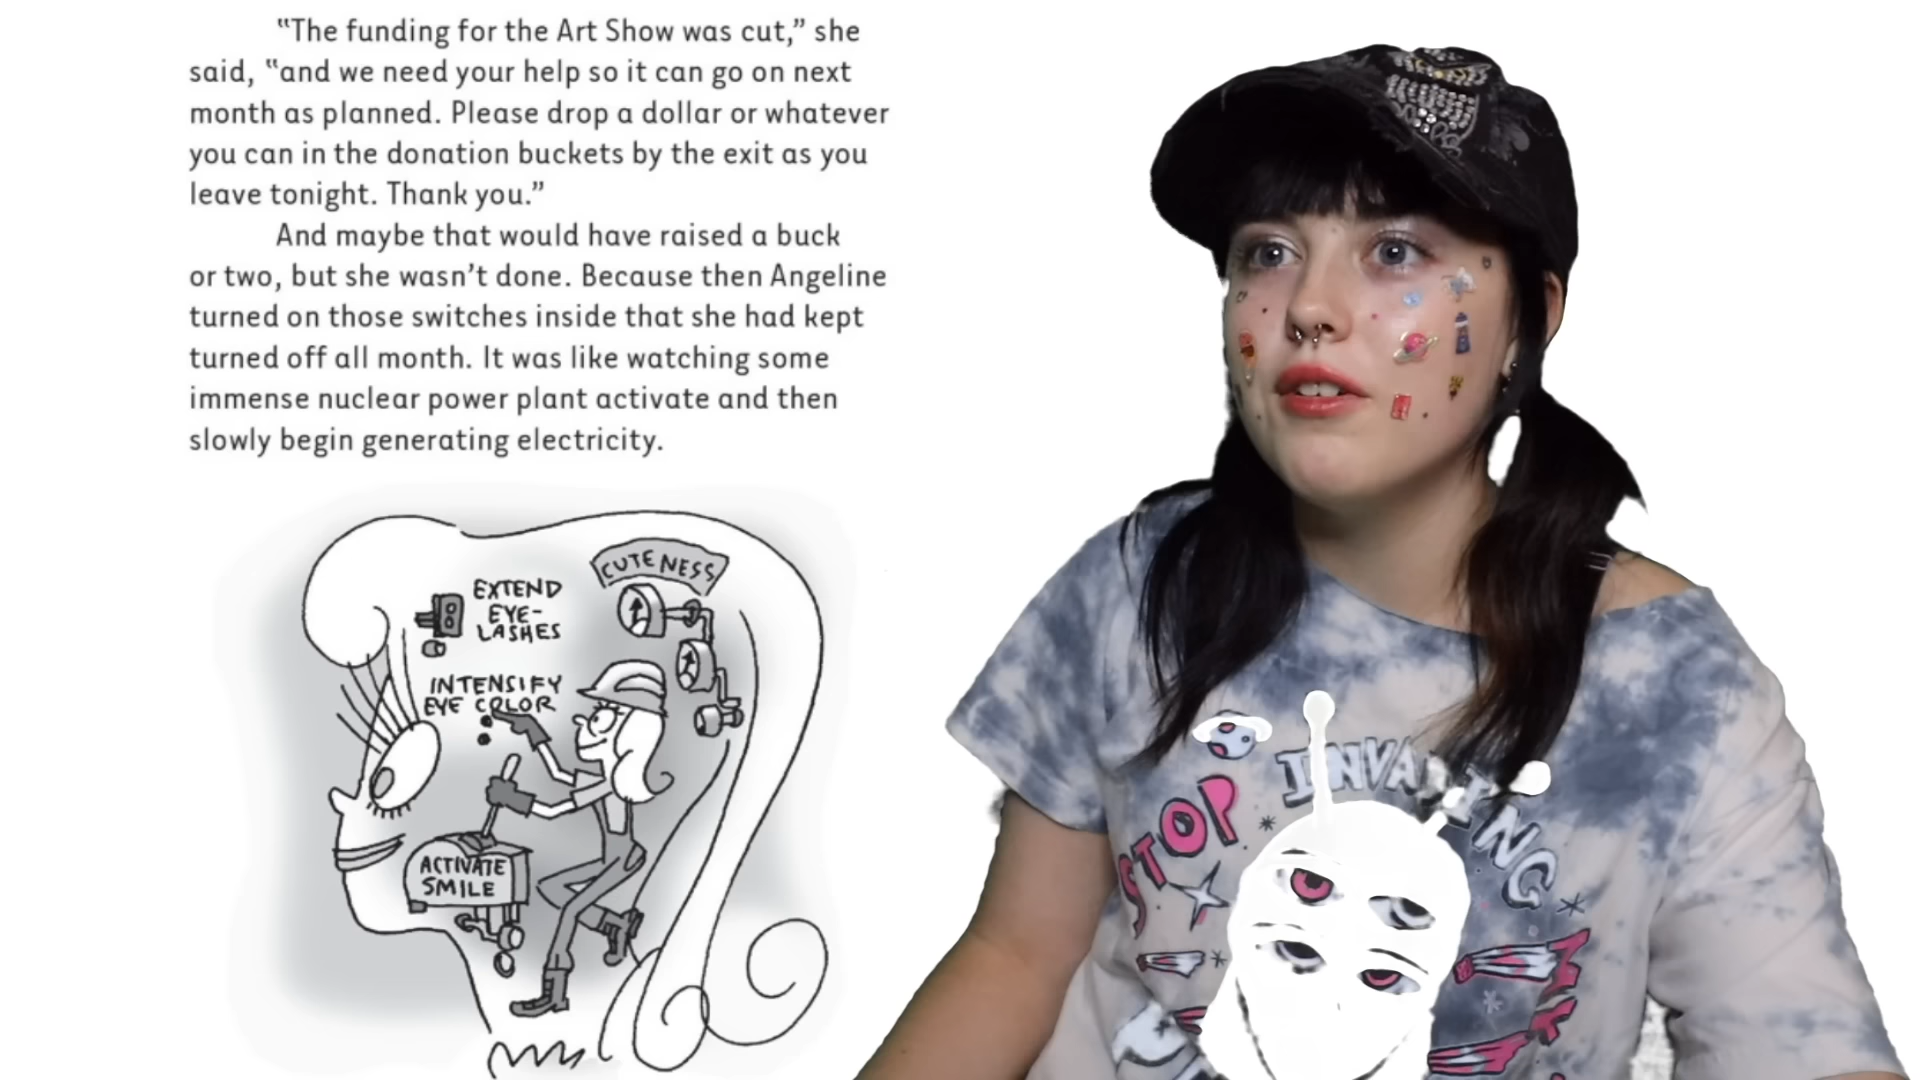 “The funding for the Art Show was cut,” she
said, “and we need your help so it can go on next
month as planned. Please drop a dollar or whatever
you can in the donation buckets by the exit as you
leave tonight. Thank you.”
And maybe that would have raised a buck
or two, but she wasn’t done. Because then Angeline
turned on those switches inside that she had kept
turned off all month. It was like watching some
immense nuclear power plant activate and then
slowly begin generating electricity.
CUTENESS
EXTEND
EYE-
LASHES
INTENSIFY
EYE COLOR
ACTIVATE
SMILE
STOP INVADING